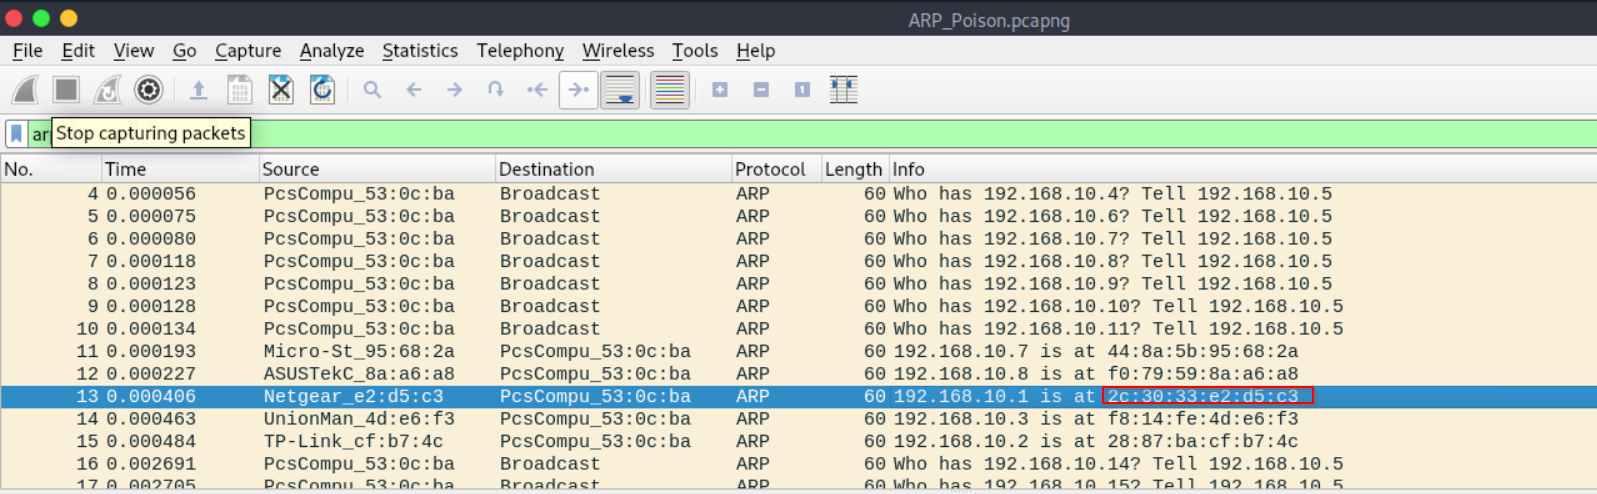 ARP_Poison.pcapng
File Edit View Go Capture Analyze Statistics Telephony Wireless Tools Help
ar
Stop capturing packets
No. Time Source Destination Protocol Length Info
4 0.000056 PcsCompu_53:0c:ba Broadcast ARP 60 Who has 192.168.10.4? Tell 192.168.10.5
5 0.000075 PcsCompu_53:0c:ba Broadcast ARP 60 Who has 192.168.10.6? Tell 192.168.10.5
6 0.000080 PcsCompu_53:0c:ba Broadcast ARP 60 Who has 192.168.10.7? Tell 192.168.10.5
7 0.000118 PcsCompu_53:0c:ba Broadcast ARP 60 Who has 192.168.10.8? Tell 192.168.10.5
8 0.000123 PcsCompu_53:0c:ba Broadcast ARP 60 Who has 192.168.10.9? Tell 192.168.10.5
9 0.000128 PcsCompu_53:0c:ba Broadcast ARP 60 Who has 192.168.10.10? Tell 192.168.10.5
10 0.000134 PcsCompu_53:0c:ba Broadcast ARP 60 Who has 192.168.10.11? Tell 192.168.10.5
11 0.000193 Micro-St_95:68:2a PcsCompu_53:0c:ba ARP 60 192.168.10.7 is at 44:8a:5b:95:68:2a
12 0.000227 ASUSTekC_8a:a6:a8 PcsCompu_53:0c:ba ARP 60 192.168.10.8 is at f0:79:59:8a:a6:a8
13 0.000406 Netgear_e2:d5:c3 PcsCompu_53:0c:ba ARP 60 192.168.10.1 is at 2c:30:33:e2:d5:c3
14 0.000463 UnionMan_4d:e6:f3 PcsCompu_53:0c:ba ARP 60 192.168.10.3 is at f8:14:fe:4d:e6:f3
15 0.000484 TP-Link_cf:b7:4c PcsCompu_53:0c:ba ARP 60 192.168.10.2 is at 28:87:ba:cf:b7:4c
16 0.002691 PcsCompu_53:0c:ba Broadcast ARP 60 Who has 192.168.10.14? Tell 192.168.10.5
17 0.002705 PcsCompu_53:0c:ba Broadcast ARP 60 Who has 192.168.10.15? Tell 192.168.10.5